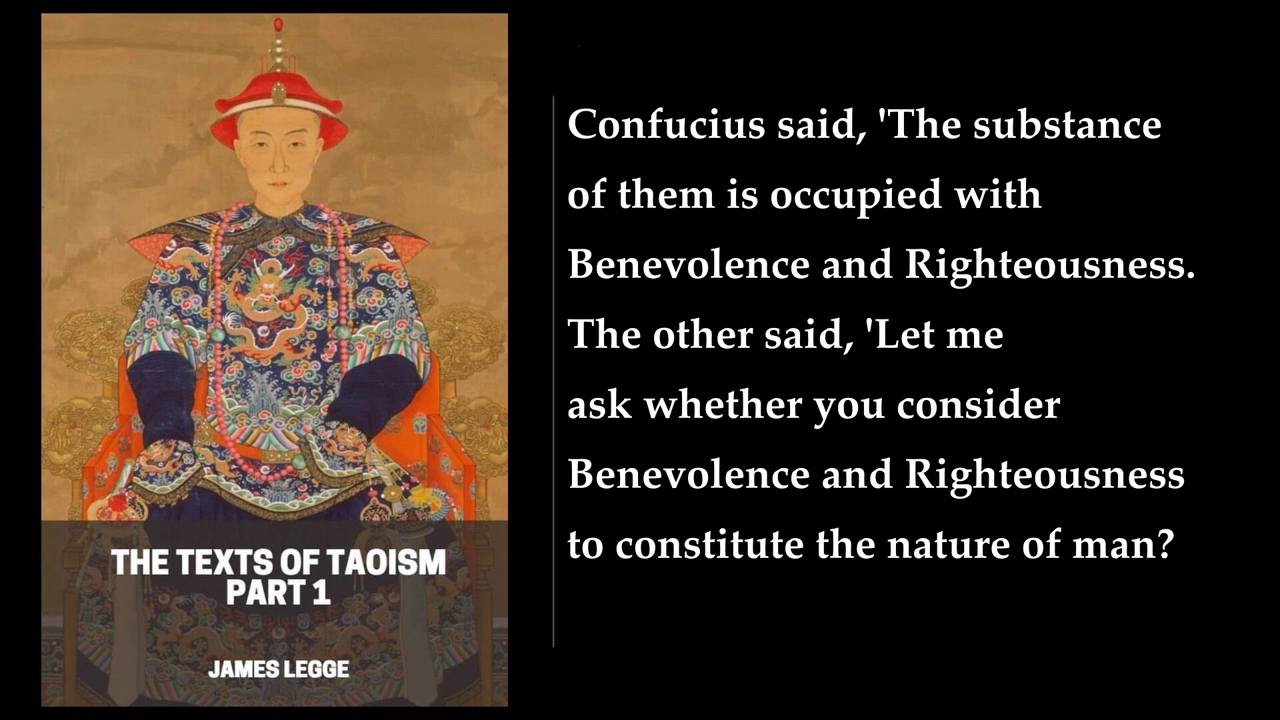 THE TEXTS OF TAOISM
PART 1
JAMES LEGGE
Confucius said, 'The substance
of them is occupied with
Benevolence and Righteousness.
The other said, 'Let me
ask whether you consider
Benevolence and Righteousness
to constitute the nature of man?